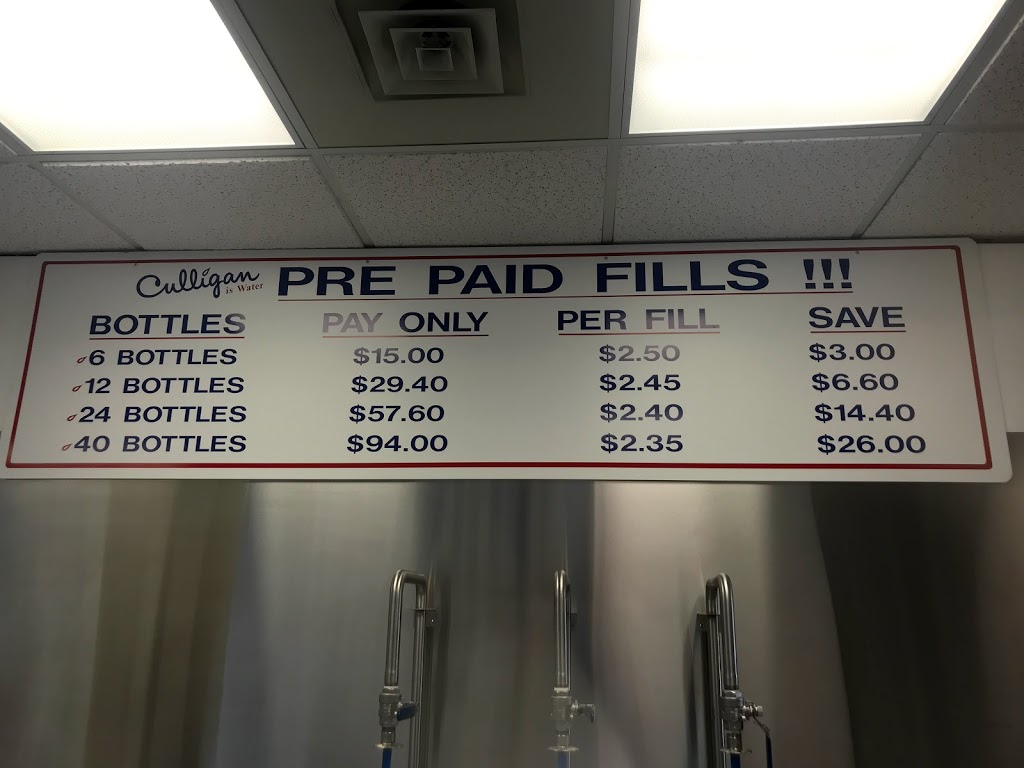 Culligan is Water PRE PAID FILLS !!!
BOTTLES PAY ONLY PER FILL SAVE
6 BOTTLES $15.00 $2.50 $3.00
12 BOTTLES $29.40 $2.45 $6.60
24 BOTTLES $57.60 $2.40 $14.40
40 BOTTLES $94.00 $2.35 $26.00